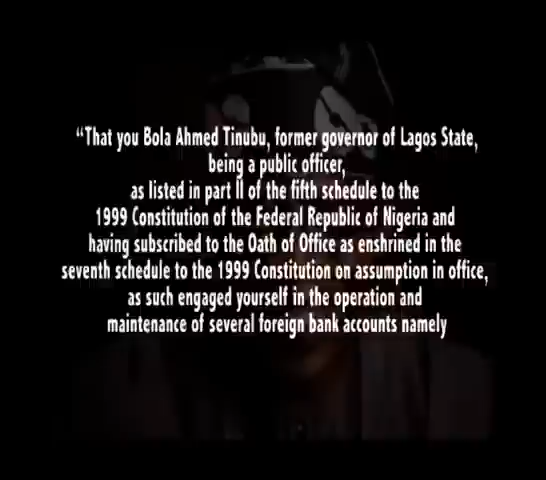 “That you Bola Ahmed Tinubu, former governor of Lagos State,
being a public officer,
as listed in part II of the fifth schedule to the
1999 Constitution of the Federal Republic of Nigeria and
having subscribed to the Oath of Office as enshrined in the
seventh schedule to the 1999 Constitution on assumption in office,
as such engaged yourself in the operation and
maintenance of several foreign bank accounts namely